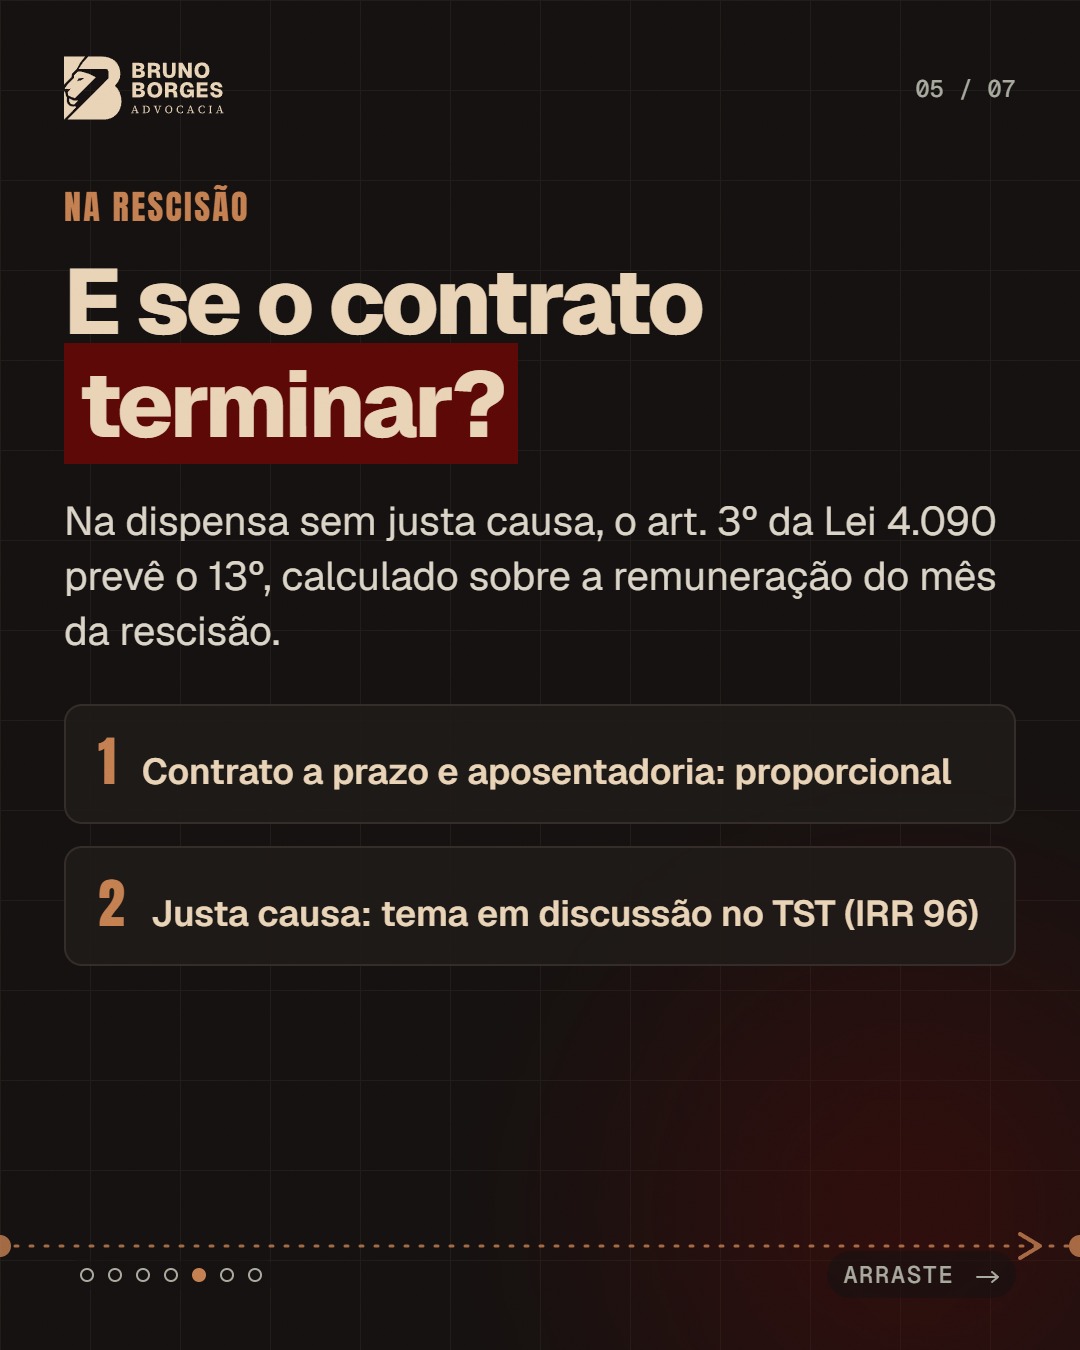 BRUNO
BORGES
ADVOCACIA
05 / 07
NA RESCISÃO
E se o contrato
terminar?
Na dispensa sem justa causa, o art. 3º da Lei 4.090
prevê o 13º, calculado sobre a remuneração do mês
da rescisão.
1 Contrato a prazo e aposentadoria: proporcional
2 Justa causa: tema em discussão no TST (IRR 96)
ARRASTE →